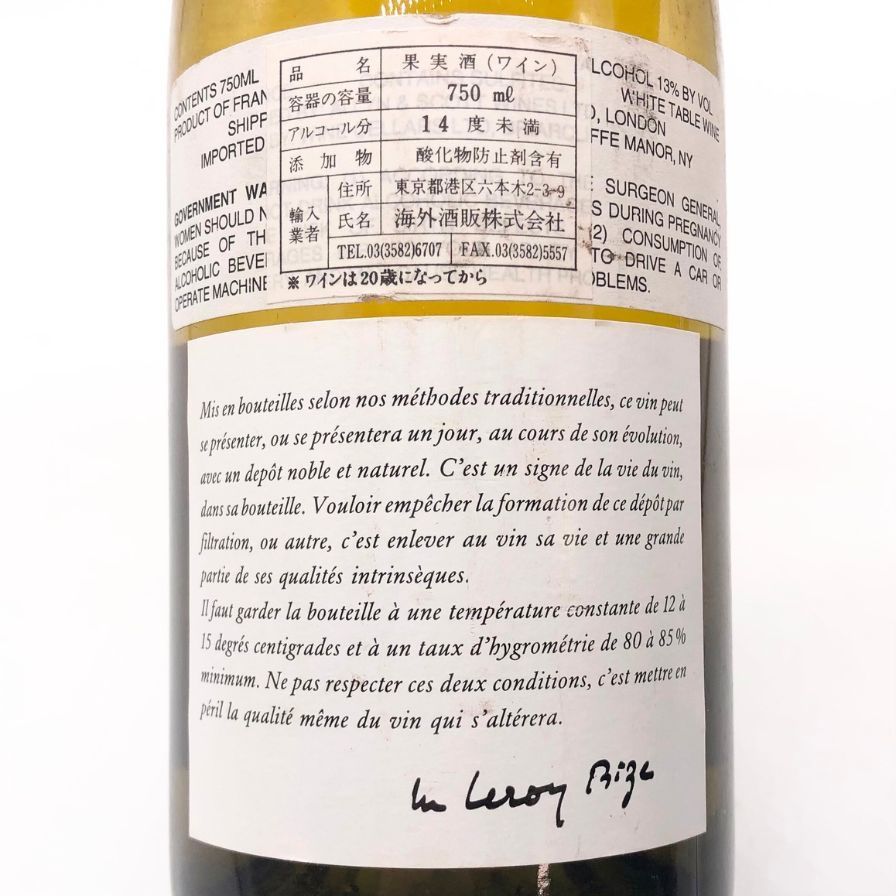 CONTENTS 750ML
PRODUCT OF FRAN
SHIPP
IMPORTED
GOVERNMENT WA
WOMEN SHOULD N
BECAUSE OF TH
ALCOHOLIC BEVER
OPERATE MACHINE
品 名 果実酒(ワイン)
容器の容量 750 ㎖
アルコール分 14度未満
添加物 酸化物防止剤含有
輸入業者 住所 東京都港区六本木2-3-9
氏名 海外酒販株式会社
TEL.03(3582)6707 FAX.03(3582)5557
※ワインは20歳になってから
ALCOHOL 13% BY VOL
WHITE TABLE WINE
LONDON
FFE MANOR, NY
SURGEON GENERAL
S DURING PREGNANCY
(2) CONSUMPTION OF
TO DRIVE A CAR OR
OBLEMS.
Mis en bouteilles selon nos méthodes traditionnelles, ce vin peut
se présenter, ou se présentera un jour, au cours de son évolution,
avec un depôt noble et naturel. C'est un signe de la vie du vin,
dans sa bouteille. Vouloir empêcher la formation de ce dépôt par
filtration, ou autre, c'est enlever au vin sa vie et une grande
partie de ses qualités intrinsèques.
Il faut garder la bouteille à une température constante de 12 à
15 degrés centigrades et à un taux d'hygrométrie de 80 à 85%
minimum. Ne pas respecter ces deux conditions, c'est mettre en
péril la qualité même du vin qui s'altérera.
Leroy Bize